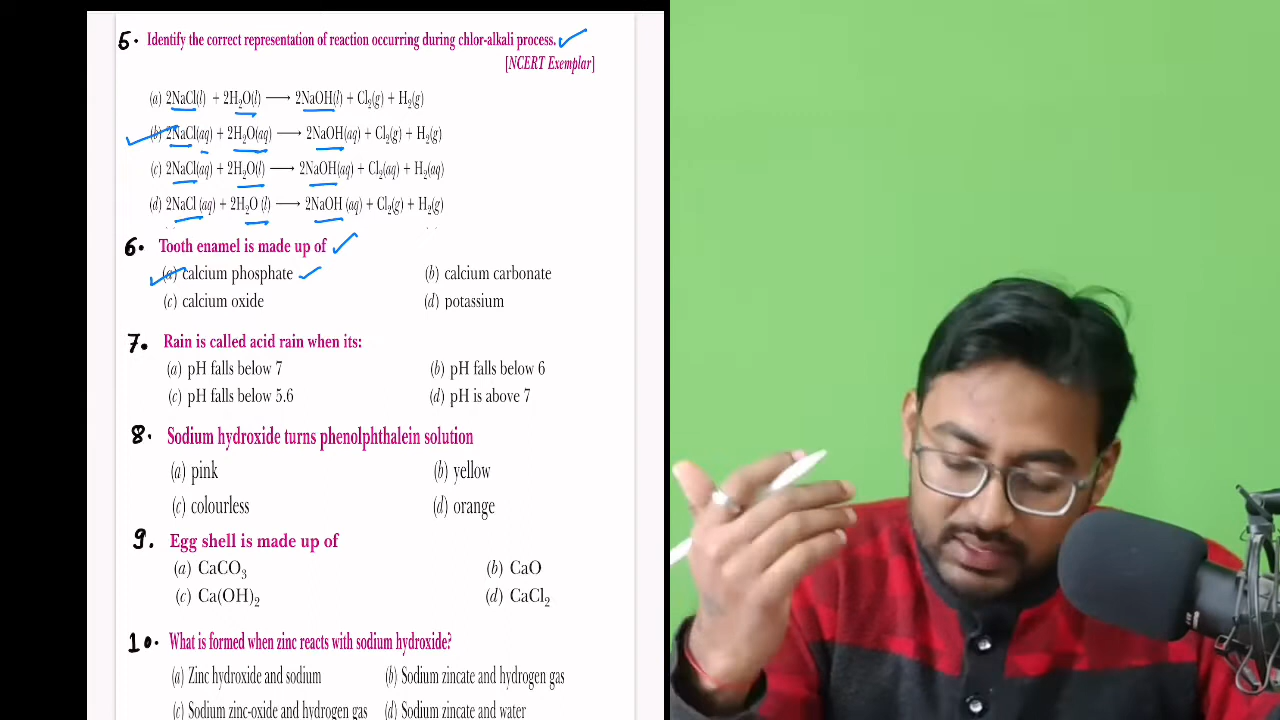 5. Identify the correct representation of reaction occurring during chlor-alkali process.
[NCERT Exemplar]
(a) 2NaCl(l) + 2H₂O(l) ⟶ 2NaOH(l) + Cl₂(g) + H₂(g)
(b) 2NaCl(aq) + 2H₂O(aq) ⟶ 2NaOH(aq) + Cl₂(g) + H₂(g)
(c) 2NaCl(aq) + 2H₂O(l) ⟶ 2NaOH(aq) + Cl₂(aq) + H₂(aq)
(d) 2NaCl (aq) + 2H₂O (l) ⟶ 2NaOH (aq) + Cl₂(g) + H₂(g)
6. Tooth enamel is made up of
(a) calcium phosphate (b) calcium carbonate
(c) calcium oxide (d) potassium
7. Rain is called acid rain when its:
(a) pH falls below 7 (b) pH falls below 6
(c) pH falls below 5.6 (d) pH is above 7
8. Sodium hydroxide turns phenolphthalein solution
(a) pink (b) yellow
(c) colourless (d) orange
9. Egg shell is made up of
(a) CaCO₃ (b) CaO
(c) Ca(OH)₂ (d) CaCl₂
10. What is formed when zinc reacts with sodium hydroxide?
(a) Zinc hydroxide and sodium (b) Sodium zincate and hydrogen gas
(c) Sodium zinc-oxide and hydrogen gas (d) Sodium zincate and water